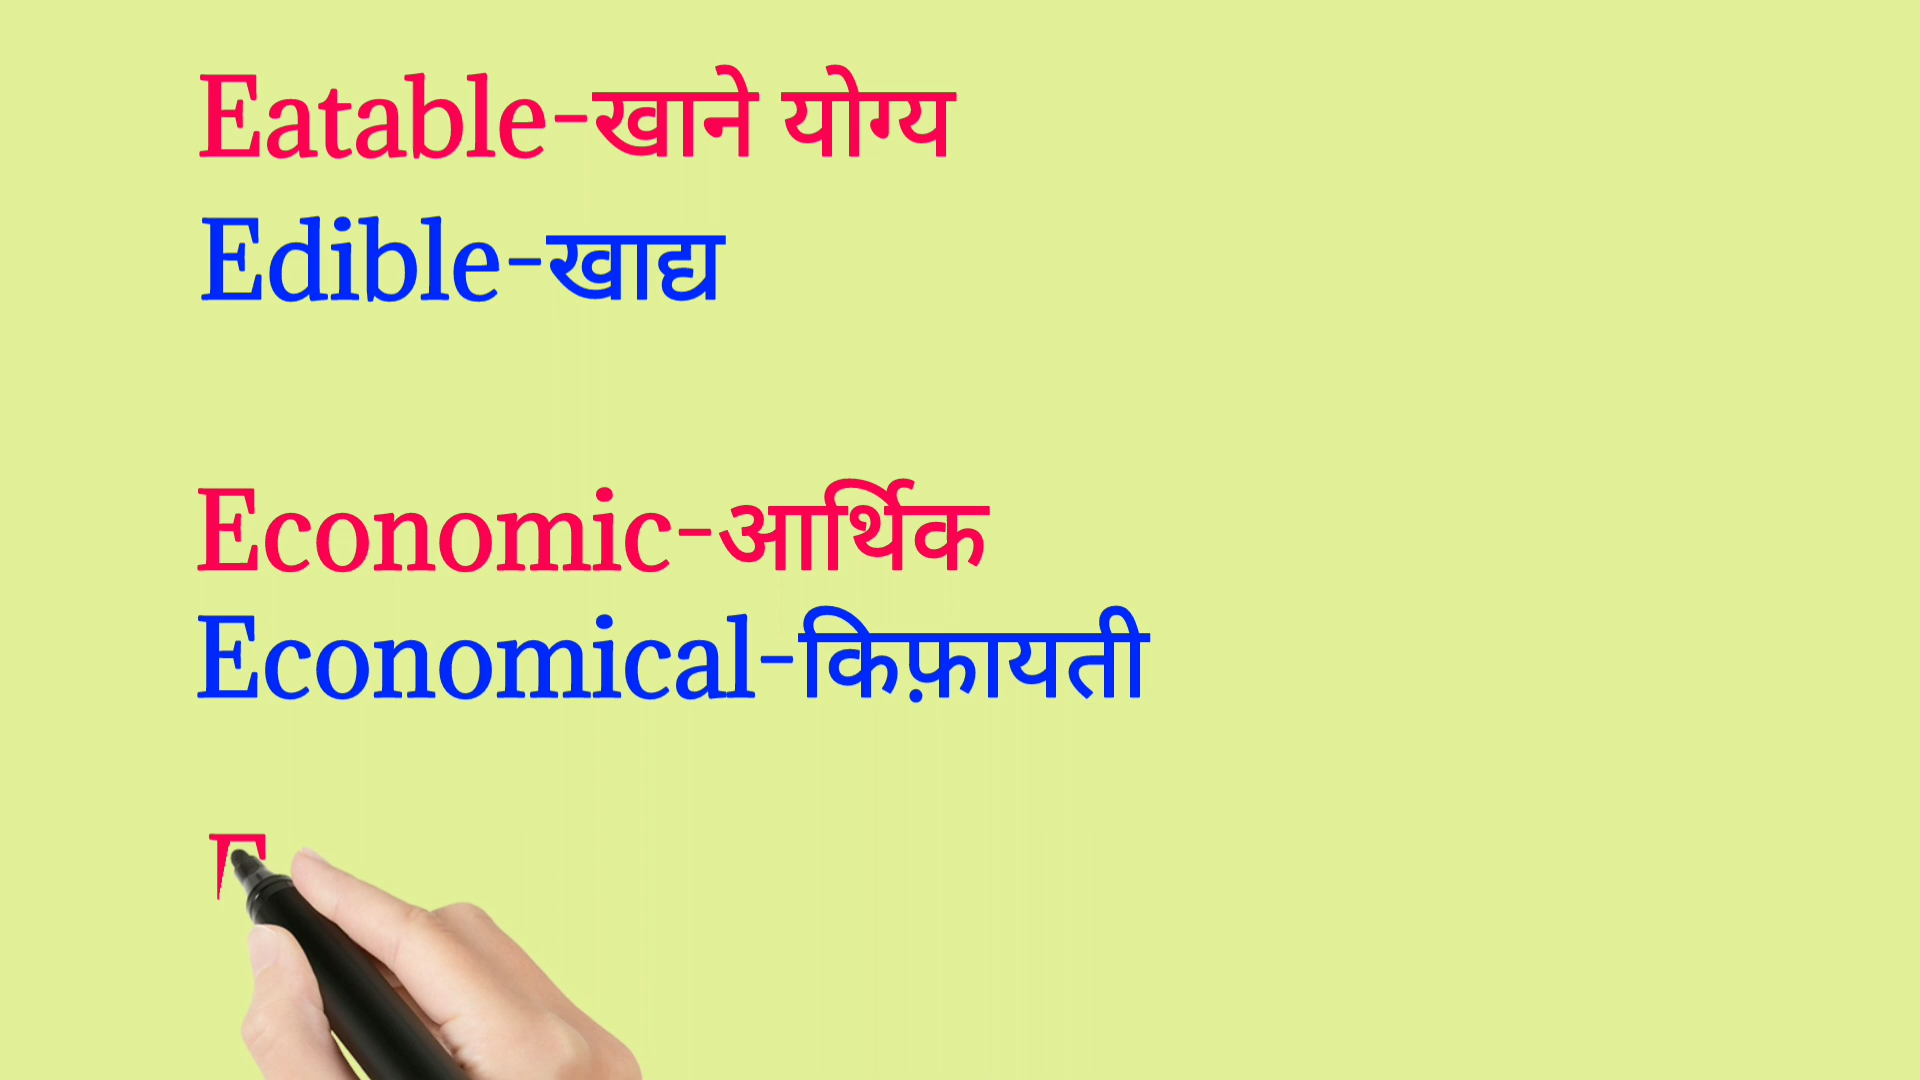 Eatable-खाने योग्य
Edible-खाद्य
Economic-आर्थिक
Economical-किफ़ायती